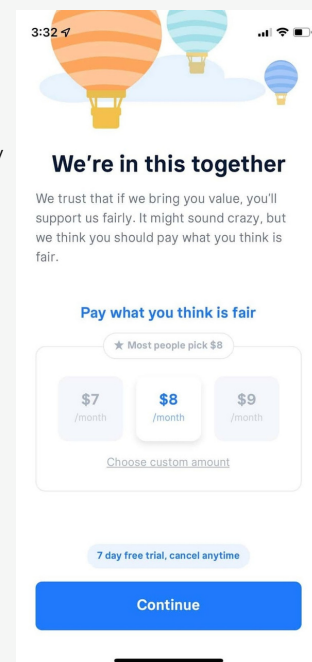 3:32
We're in this together
We trust that if we bring you value, you'll
support us fairly. It might sound crazy, but
we think you should pay what you think is
fair.
Pay what you think is fair
★ Most people pick $8
$7 $8 $9
/month /month /month
Choose custom amount
7 day free trial, cancel anytime
Continue